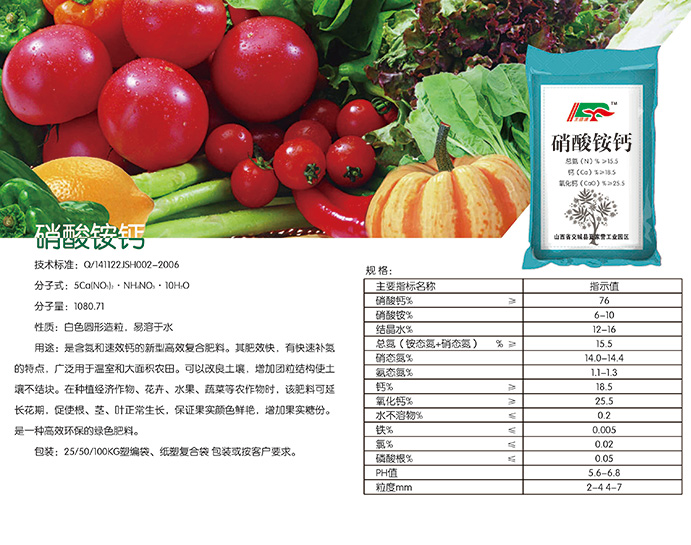 TM
硝酸铵钙
总氮（N）%≥15.5
钙（Ca）%≥18.5
氧化钙（CaO）%≥25.5
山西省交城县夏家营工业园区
硝酸铵钙
技术标准：Q/141122JSH002-2006
分子式：5Ca(NO₃)₂·NH₄NO₃·10H₂O
分子量：1080.71
性质：白色圆形造粒，易溶于水
用途：是含氮和速效钙的新型高效复合肥料。其肥效快，有快速补氮
的特点，广泛用于温室和大面积农田。可以改良土壤，增加团粒结构使土
壤不结块。在种植经济作物、花卉、水果、蔬菜等农作物时，该肥料可延
长花期，促使根、茎、叶正常生长，保证果实颜色鲜艳，增加果实糖份。
是一种高效环保的绿色肥料。
包装：25/50/100KG塑编袋、纸塑复合袋 包装或按客户要求。
规 格：
主要指标名称 指示值
硝酸钙% ≥ 76
硝酸铵% 6-10
结晶水% 12-16
总氮（铵态氮+硝态氮） % ≥ 15.5
硝态氮% 14.0-14.4
氨态氮% 1.1-1.3
钙% ≥ 18.5
氧化钙% ≥ 25.5
水不溶物% ≤ 0.2
铁% ≤ 0.005
氯% ≤ 0.02
磷酸根% ≤ 0.05
PH值 5.6-6.8
粒度mm 2-4 4-7